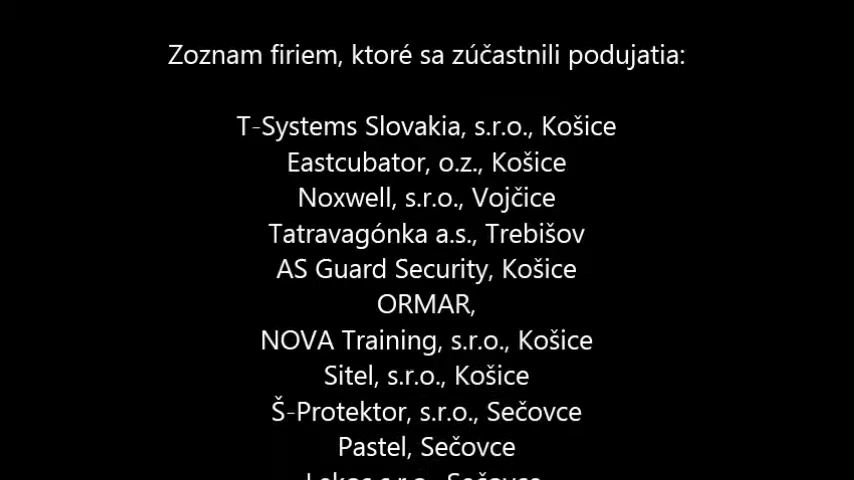 Zoznam firiem, ktoré sa zúčastnili podujatia:
T-Systems Slovakia, s.r.o., Košice
Eastcubator, o.z., Košice
Noxwell, s.r.o., Vojčice
Tatravagónka a.s., Trebišov
AS Guard Security, Košice
ORMAR,
NOVA Training, s.r.o., Košice
Sitel, s.r.o., Košice
Š-Protektor, s.r.o., Sečovce
Pastel, Sečovce
s.r.o., Sečovce